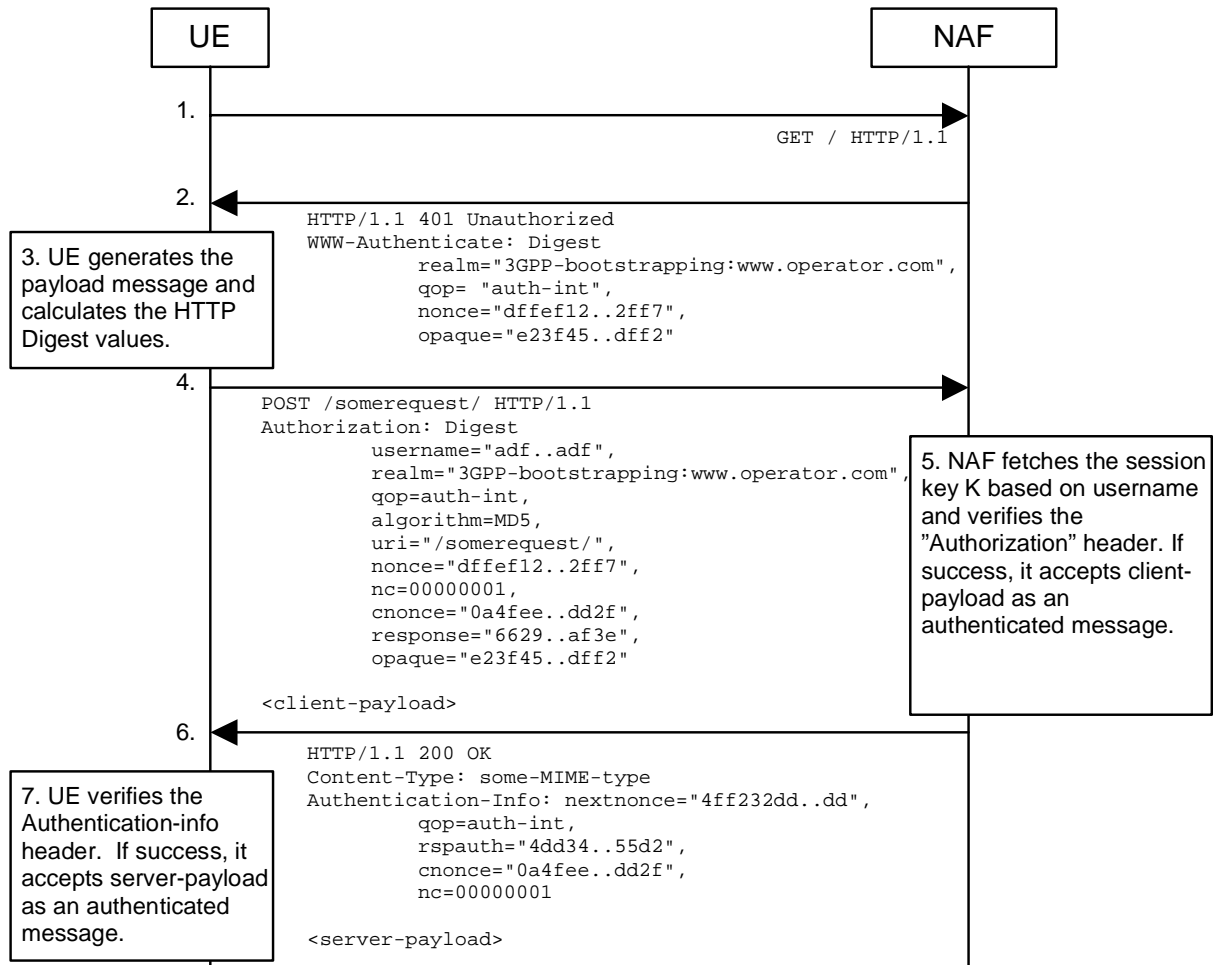 UE
NAF
1.
GET / HTTP/1.1
2.
HTTP/1.1 401 Unauthorized
WWW-Authenticate: Digest
realm="3GPP-bootstrapping:www.operator.com",
qop= "auth-int",
nonce="dffef12..2ff7",
opaque="e23f45..dff2"
3. UE generates the
payload message and
calculates the HTTP
Digest values.
4.
POST /somerequest/ HTTP/1.1
Authorization: Digest
username="adf..adf",
realm="3GPP-bootstrapping:www.operator.com",
qop=auth-int,
algorithm=MD5,
uri="/somerequest/",
nonce="dffef12..2ff7",
nc=00000001,
cnonce="0a4fee..dd2f",
response="6629..af3e",
opaque="e23f45..dff2"
<client-payload>
5. NAF fetches the session
key K based on username
and verifies the
”Authorization” header. If
success, it accepts client-
payload as an
authenticated message.
6.
HTTP/1.1 200 OK
Content-Type: some-MIME-type
Authentication-Info: nextnonce="4ff232dd..dd",
qop=auth-int,
rspauth="4dd34..55d2",
cnonce="0a4fee..dd2f",
nc=00000001
<server-payload>
7. UE verifies the
Authentication-info
header.  If success, it
accepts server-payload
as an authenticated
message.